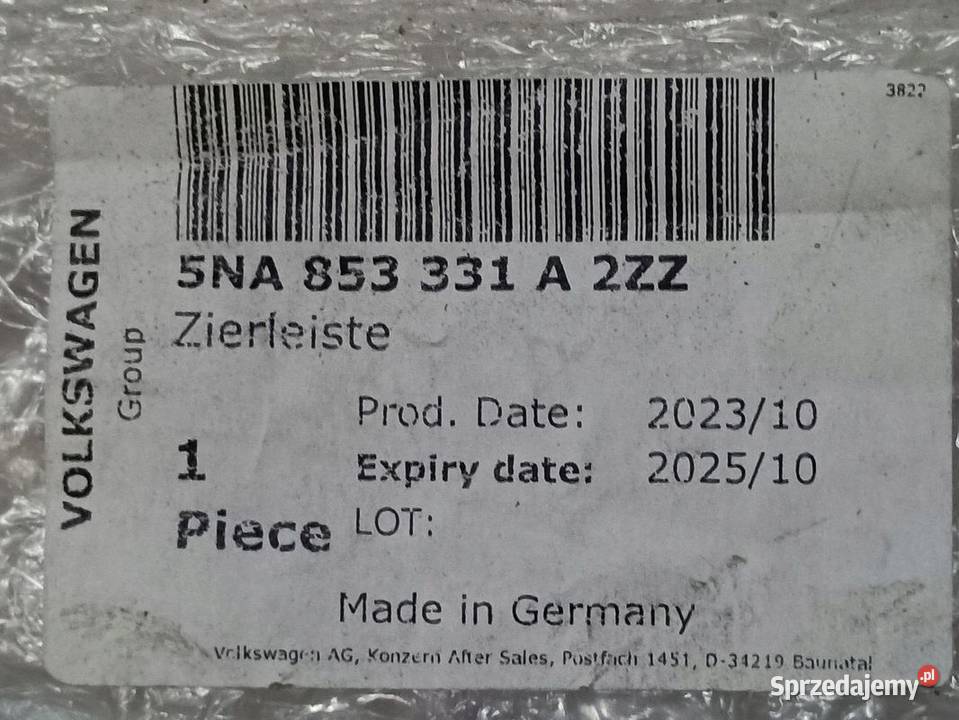 3822
VOLKSWAGEN
Group
5NA 853 331 A 2ZZ
Zierleiste
Prod. Date: 2023/10
1
Expiry date: 2025/10
Piece
LOT:
Made in Germany
Volkswagen AG, Konzern After Sales, Postfach 1451, D-34219 Baunatal
Sprzedajemy.pl